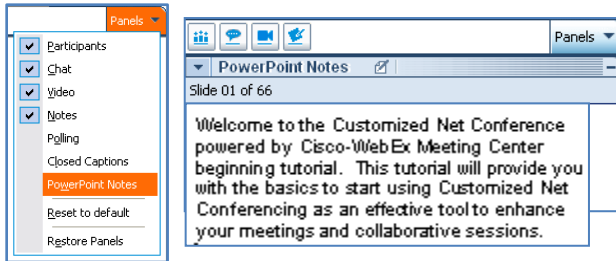 Panels
Participants
Chat
Video
Notes
Polling
Closed Captions
PowerPoint Notes
Reset to default
Restore Panels
Panels
PowerPoint Notes
Slide 01 of 66
Welcome to the Customized Net Conference
powered by Cisco-WebEx Meeting Center
beginning tutorial. This tutorial will provide you
with the basics to start using Customized Net
Conferencing as an effective tool to enhance
your meetings and collaborative sessions.